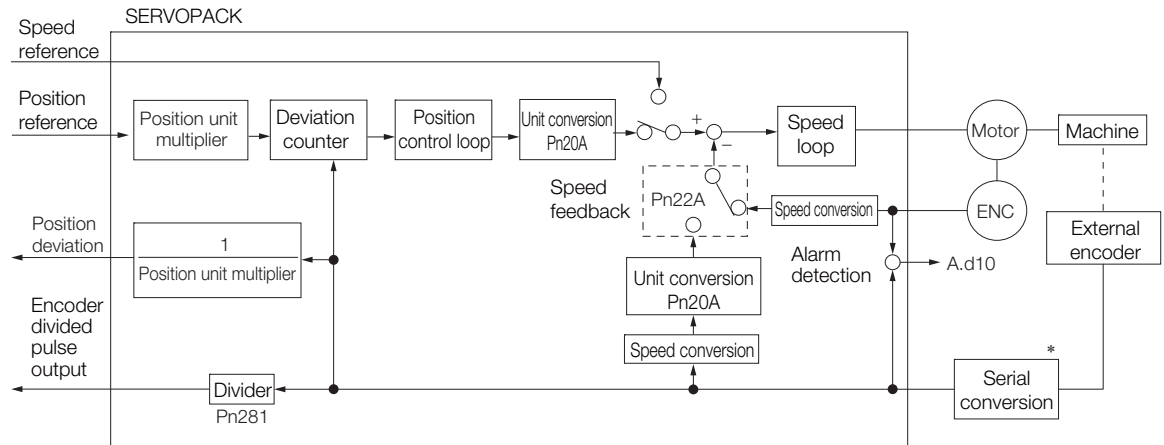 SERVOPACK
Speed
reference
Position
reference
Position unit
multiplier
Deviation
counter
Position
control loop
Unit conversion
Pn20A
+
−
Speed
loop
Motor
Machine
Speed
feedback
Pn22A
Speed conversion
ENC
External
encoder
Position
deviation
1
Position unit multiplier
Unit conversion
Pn20A
Alarm
detection
A.d10
Encoder
divided
pulse
output
Speed conversion
Divider
Pn281
*
Serial
conversion